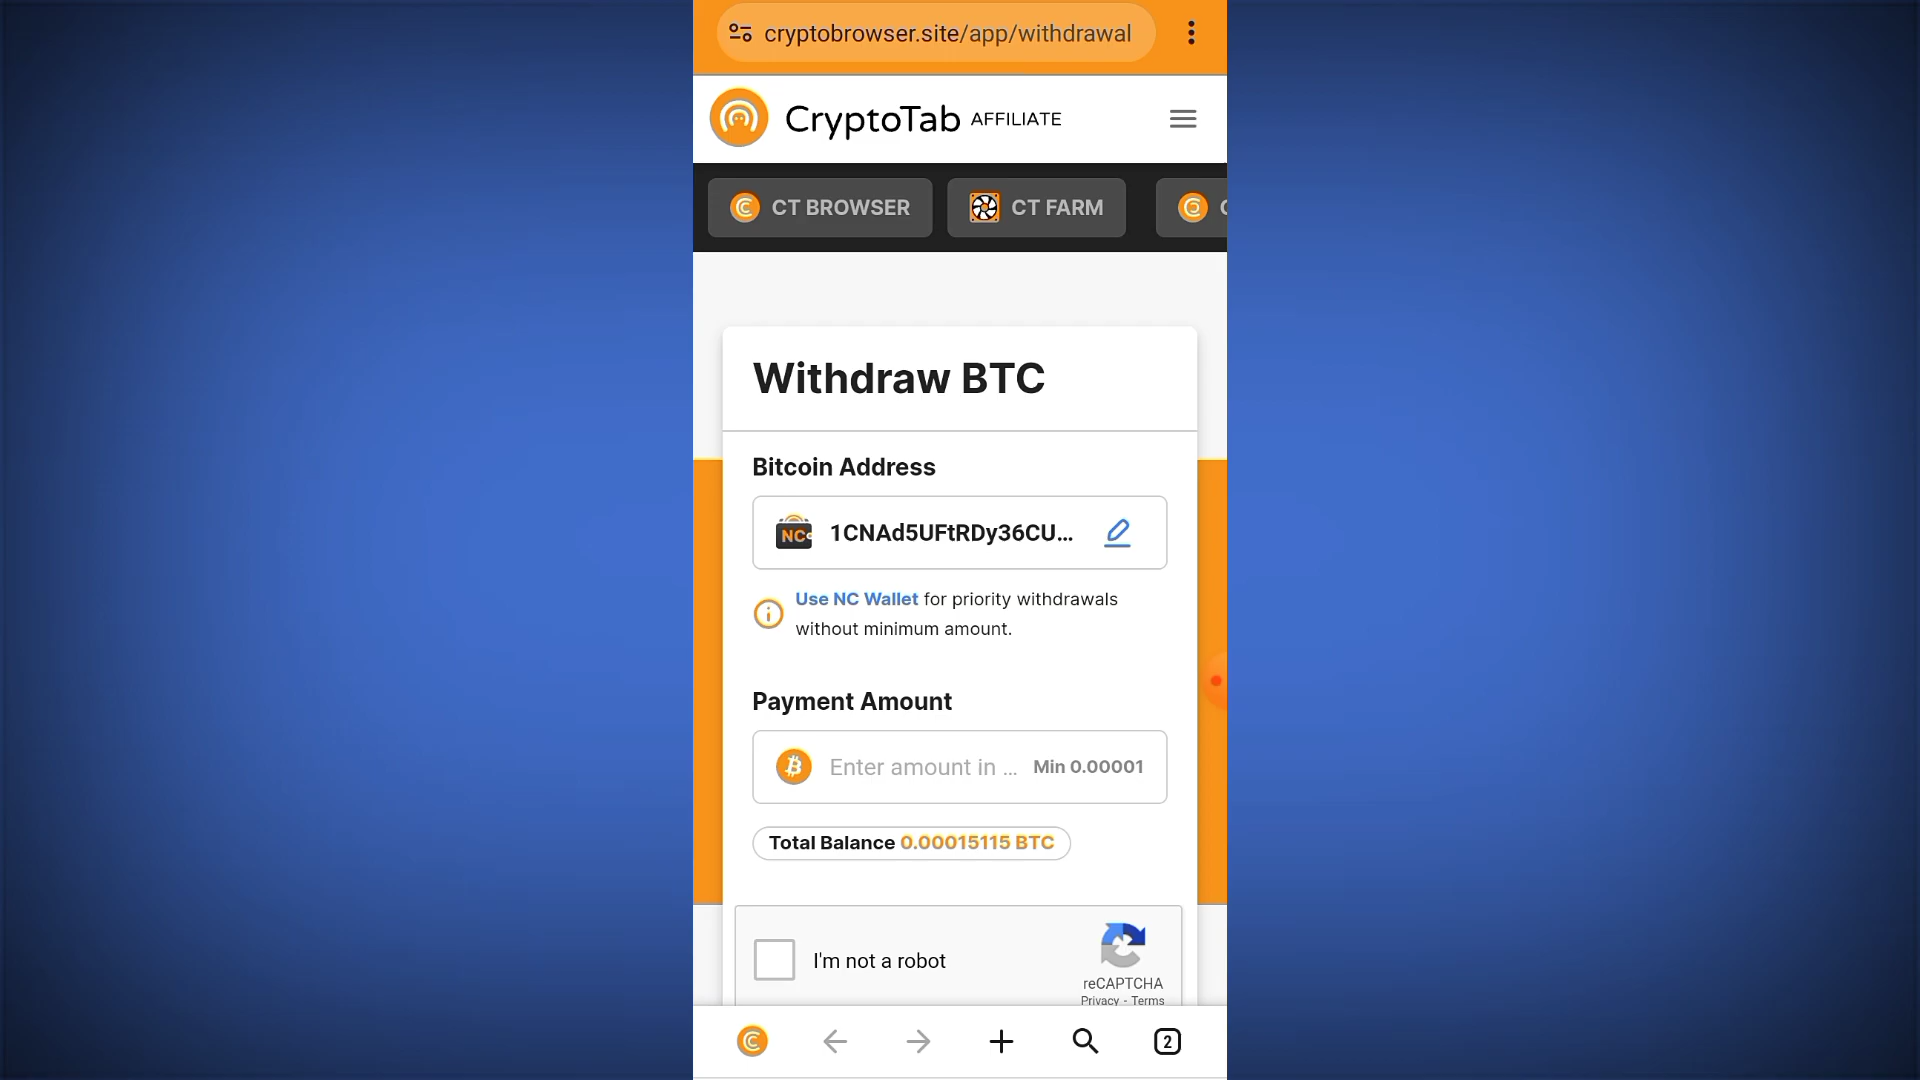 cryptobrowser.site/app/withdrawal
CryptoTab AFFILIATE
CT BROWSER CT FARM
Withdraw BTC
Bitcoin Address
NC 1CNAd5UFtRDy36CU...
Use NC Wallet for priority withdrawals
without minimum amount.
Payment Amount
Enter amount in ... Min 0.00001
Total Balance 0.00015115 BTC
I'm not a robot
reCAPTCHA
Privacy - Terms
2